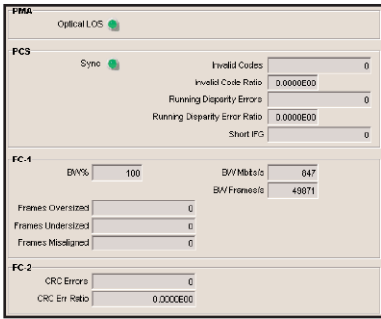 PMA
Optical LOS
PCS
Sync
Invalid Codes 0
Invalid Code Ratio 0.0000E00
Running Disparity Errors 0
Running Disparity Error Ratio 0.0000E00
Short IFG 0
FC-1
BW% 100
BW Mbits/s 847
BW Frames/s 49871
Frames Oversized 0
Frames Undersized 0
Frames Misaligned 0
FC-2
CRC Errors 0
CRC Err Ratio 0.0000E00